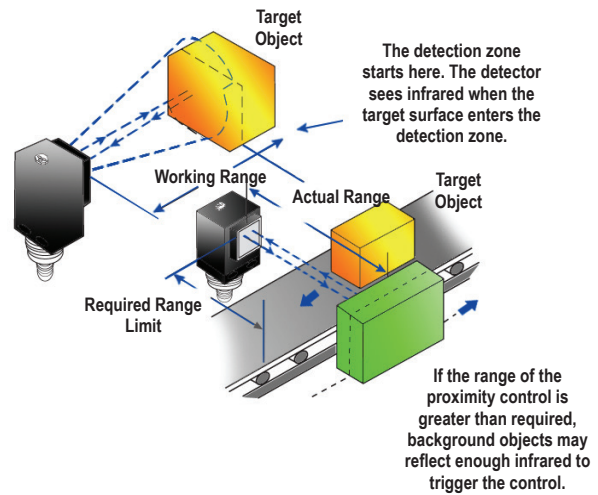 Target
Object
The detection zone
starts here. The detector
sees infrared when the
target surface enters the
detection zone.
Working Range
Actual Range
Target
Object
Required Range
Limit
If the range of the
proximity control is
greater than required,
background objects may
reflect enough infrared to
trigger the control.